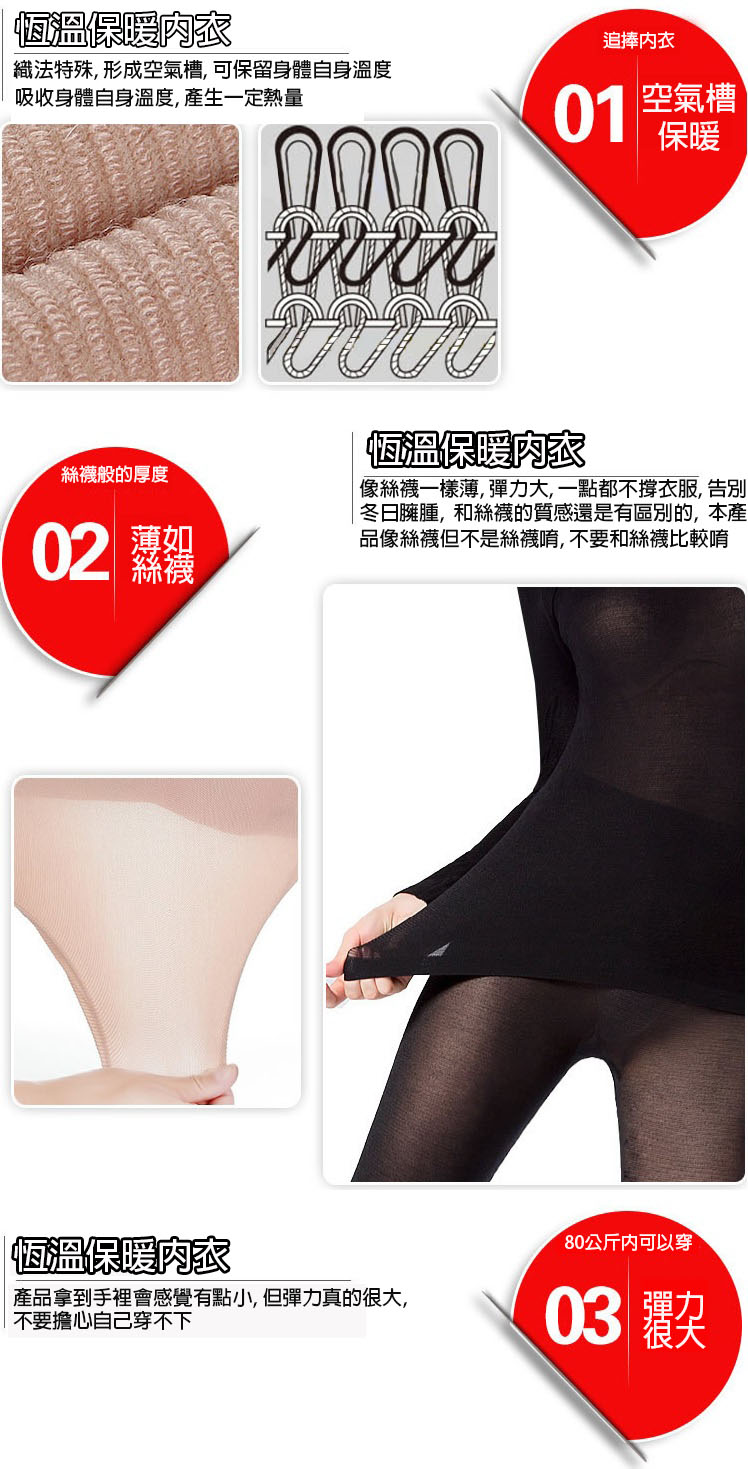 恆溫保暖内衣
織法特殊, 形成空氣槽, 可保留身體自身溫度
吸收身體自身溫度, 產生一定熱量
追捧内衣
01
空氣槽
保暖
絲襪般的厚度
02
薄如
絲襪
恆溫保暖内衣
像絲襪一樣薄, 彈力大, 一點都不撐衣服, 告別
冬日臃腫, 和絲襪的質感還是有區別的, 本產
品像絲襪但不是絲襪唷, 不要和絲襪比較唷
恆溫保暖内衣
產品拿到手裡會感覺有點小, 但彈力真的很大,
不要擔心自己穿不下
80公斤内可以穿
03
彈力
很大